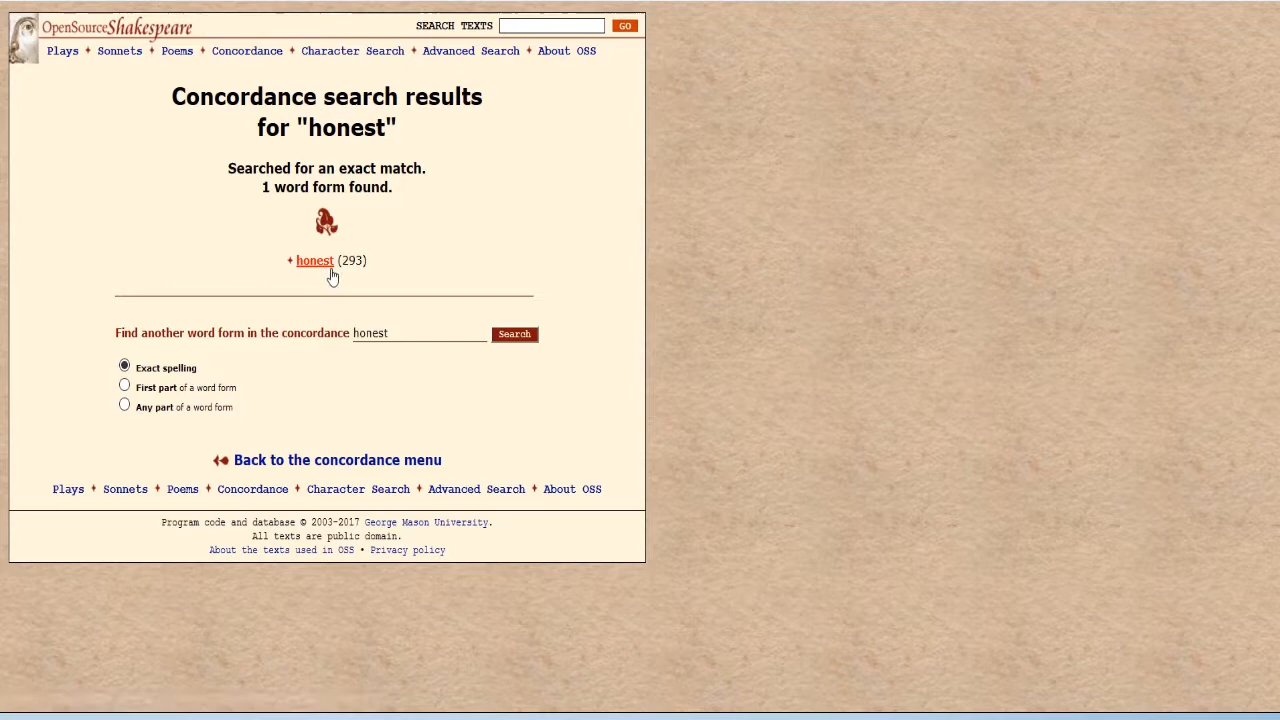 OpenSourceShakespeare SEARCH TEXTS GO
Plays Sonnets Poems Concordance Character Search Advanced Search About OSS
Concordance search results
for "honest"
Searched for an exact match.
1 word form found.
honest (293)
Find another word form in the concordance honest Search
Exact spelling
First part of a word form
Any part of a word form
Back to the concordance menu
Plays Sonnets Poems Concordance Character Search Advanced Search About OSS
Program code and database © 2003-2017 George Mason University.
All texts are public domain.
About the texts used in OSS • Privacy policy